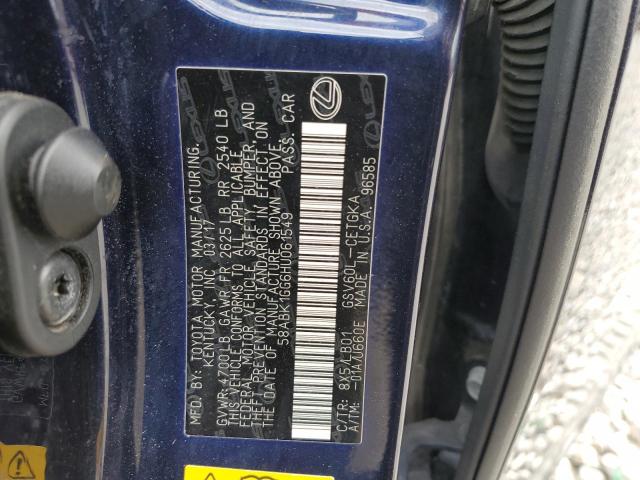 MFD. BY: TOYOTA MOTOR MANUFACTURING,
KENTUCKY, INC. 03/17
GVWR 4700 LB GAWR FR 2625 LB RR 2540 LB
THIS VEHICLE CONFORMS TO ALL APPLICABLE
FEDERAL MOTOR VEHICLE SAFETY, BUMPER, AND
THEFT PREVENTION STANDARDS IN EFFECT ON
THE DATE OF MANUFACTURE SHOWN ABOVE.
58ABK1GG6HU061549 PASS. CAR
C/TR: 8X5/LB01 GSV60L-CETGKA
A/TM: -01A/U660E MADE IN U.S.A. 96585
LEXUS